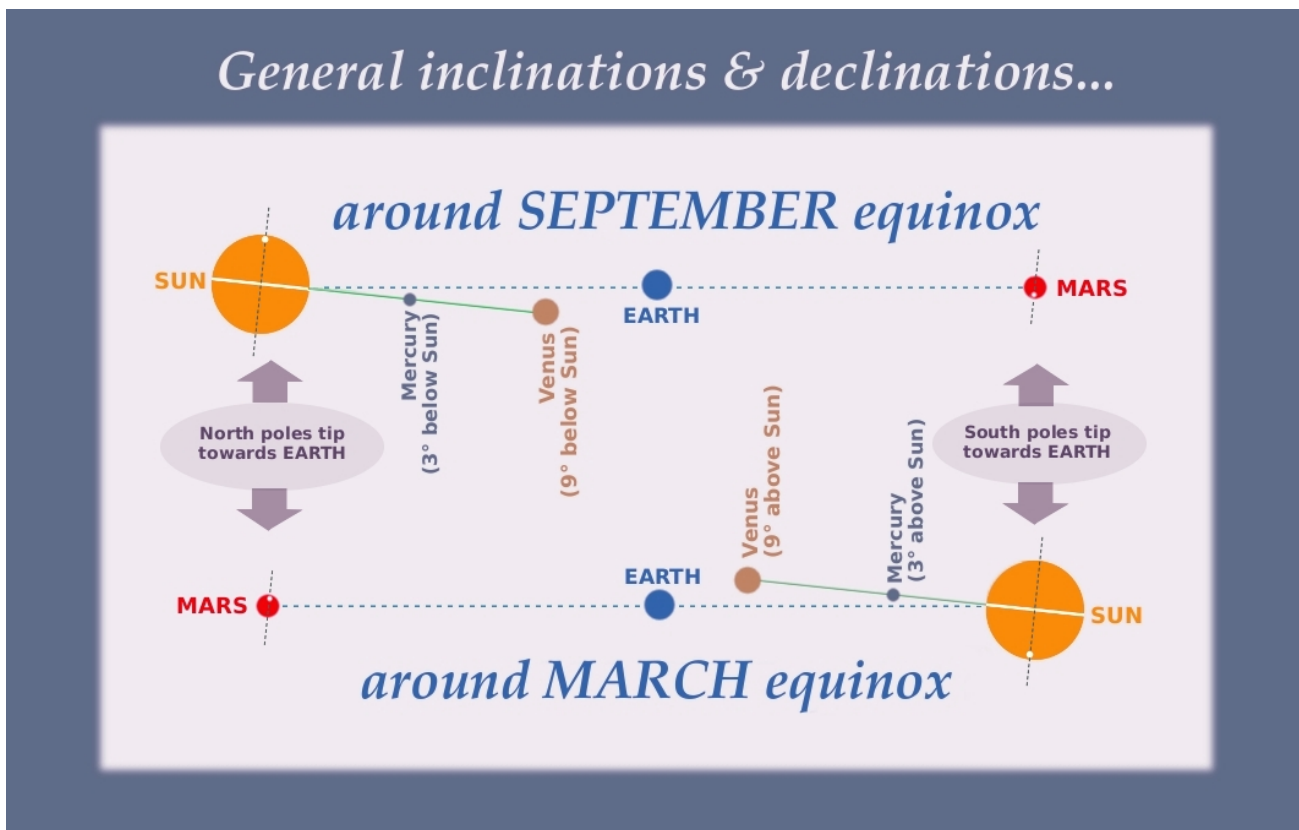 General inclinations & declinations...
around SEPTEMBER equinox
SUN
MARS
EARTH
Mercury
(3° below Sun)
Venus
(9° below Sun)
North poles tip
towards EARTH
South poles tip
towards EARTH
Venus
(9° above Sun)
Mercury
(3° above Sun)
EARTH
MARS
SUN
around MARCH equinox